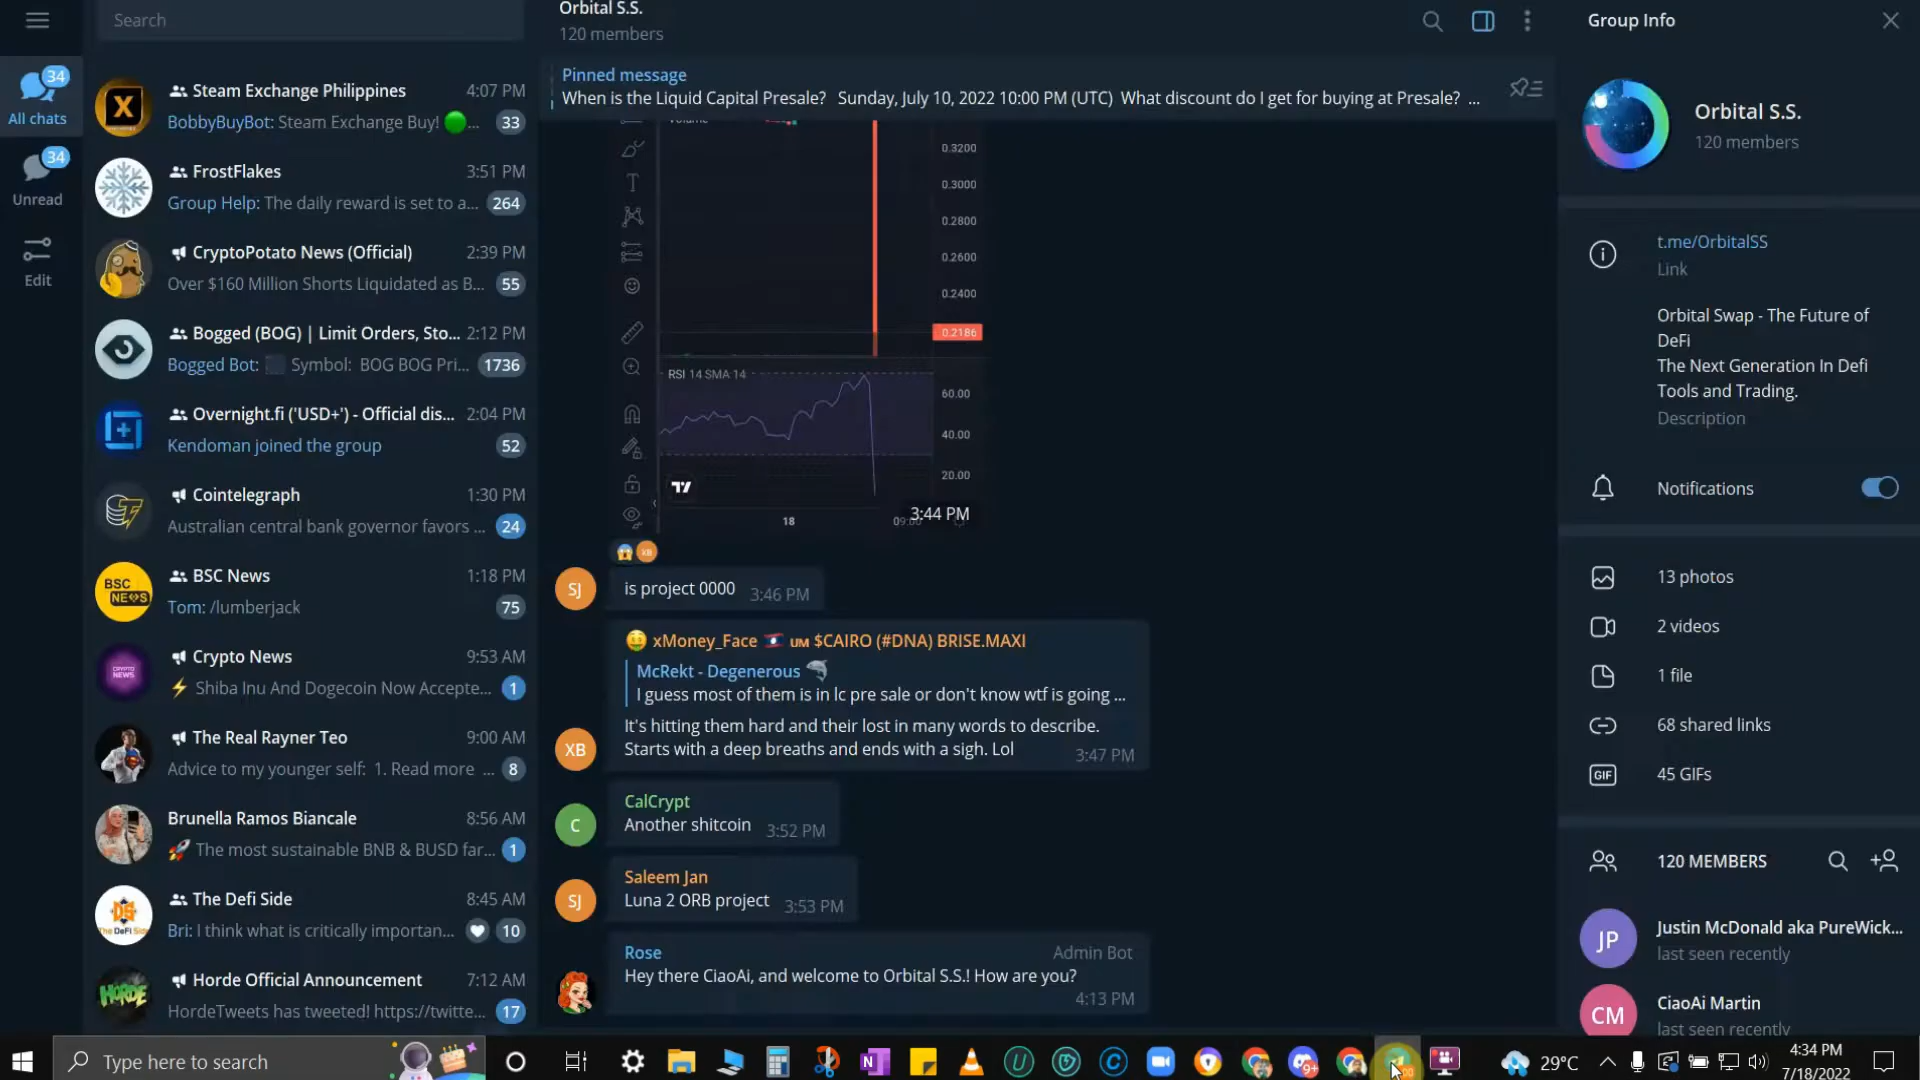 Search
34
All chats
34
Unread
Edit
Steam Exchange Philippines 4:07 PM
BobbyBuyBot: Steam Exchange Buy! 🟢... 33
FrostFlakes 3:51 PM
Group Help: The daily reward is set to a... 264
CryptoPotato News (Official) 2:39 PM
Over $160 Million Shorts Liquidated as B... 55
Bogged (BOG) | Limit Orders, Sto... 2:12 PM
Bogged Bot: ⬛ Symbol: BOG BOG Pri... 1736
Overnight.fi ('USD+') - Official dis... 2:04 PM
Kendoman joined the group 52
Cointelegraph 1:30 PM
Australian central bank governor favors ... 24
BSC NEWS
BSC News 1:18 PM
Tom: /lumberjack 75
CRYPTO NEWS
Crypto News 9:53 AM
⚡ Shiba Inu And Dogecoin Now Accepte... 1
The Real Rayner Teo 9:00 AM
Advice to my younger self: 1. Read more ... 8
Brunella Ramos Biancale 8:56 AM
🚀 The most sustainable BNB & BUSD far... 1
The Defi Side 8:45 AM
Bri: I think what is critically importan... 10
HORDE
Horde Official Announcement 7:12 AM
HordeTweets has tweeted! https://twitte... 17
Orbital S.S.
120 members
Pinned message
When is the Liquid Capital Presale? Sunday, July 10, 2022 10:00 PM (UTC) What discount do I get for buying at Presale? ...
Volume
0.3200
0.3000
0.2800
0.2600
0.2400
0.2186
RSI 14 SMA 14
60.00
40.00
20.00
18
3:44 PM
XB
SJ
is project 0000 3:46 PM
🤑 xMoney_Face UM $CAIRO (#DNA) BRISE.MAXI
McRekt - Degenerous 🐬
I guess most of them is in lc pre sale or don't know wtf is going ...
It's hitting them hard and their lost in many words to describe.
Starts with a deep breaths and ends with a sigh. Lol 3:47 PM
XB
CalCrypt
C
Another shitcoin 3:52 PM
Saleem Jan
SJ
Luna 2 ORB project 3:53 PM
Rose Admin Bot
Hey there CiaoAi, and welcome to Orbital S.S.! How are you?
4:13 PM
Group Info
Orbital S.S.
120 members
t.me/OrbitalSS
Link
Orbital Swap - The Future of
DeFi
The Next Generation In Defi
Tools and Trading.
Description
Notifications
13 photos
2 videos
1 file
68 shared links
GIF 45 GIFs
120 MEMBERS
JP
Justin McDonald aka PureWick...
last seen recently
CM
CiaoAi Martin
last seen recently
Type here to search
29°C
4:34 PM
7/18/2022